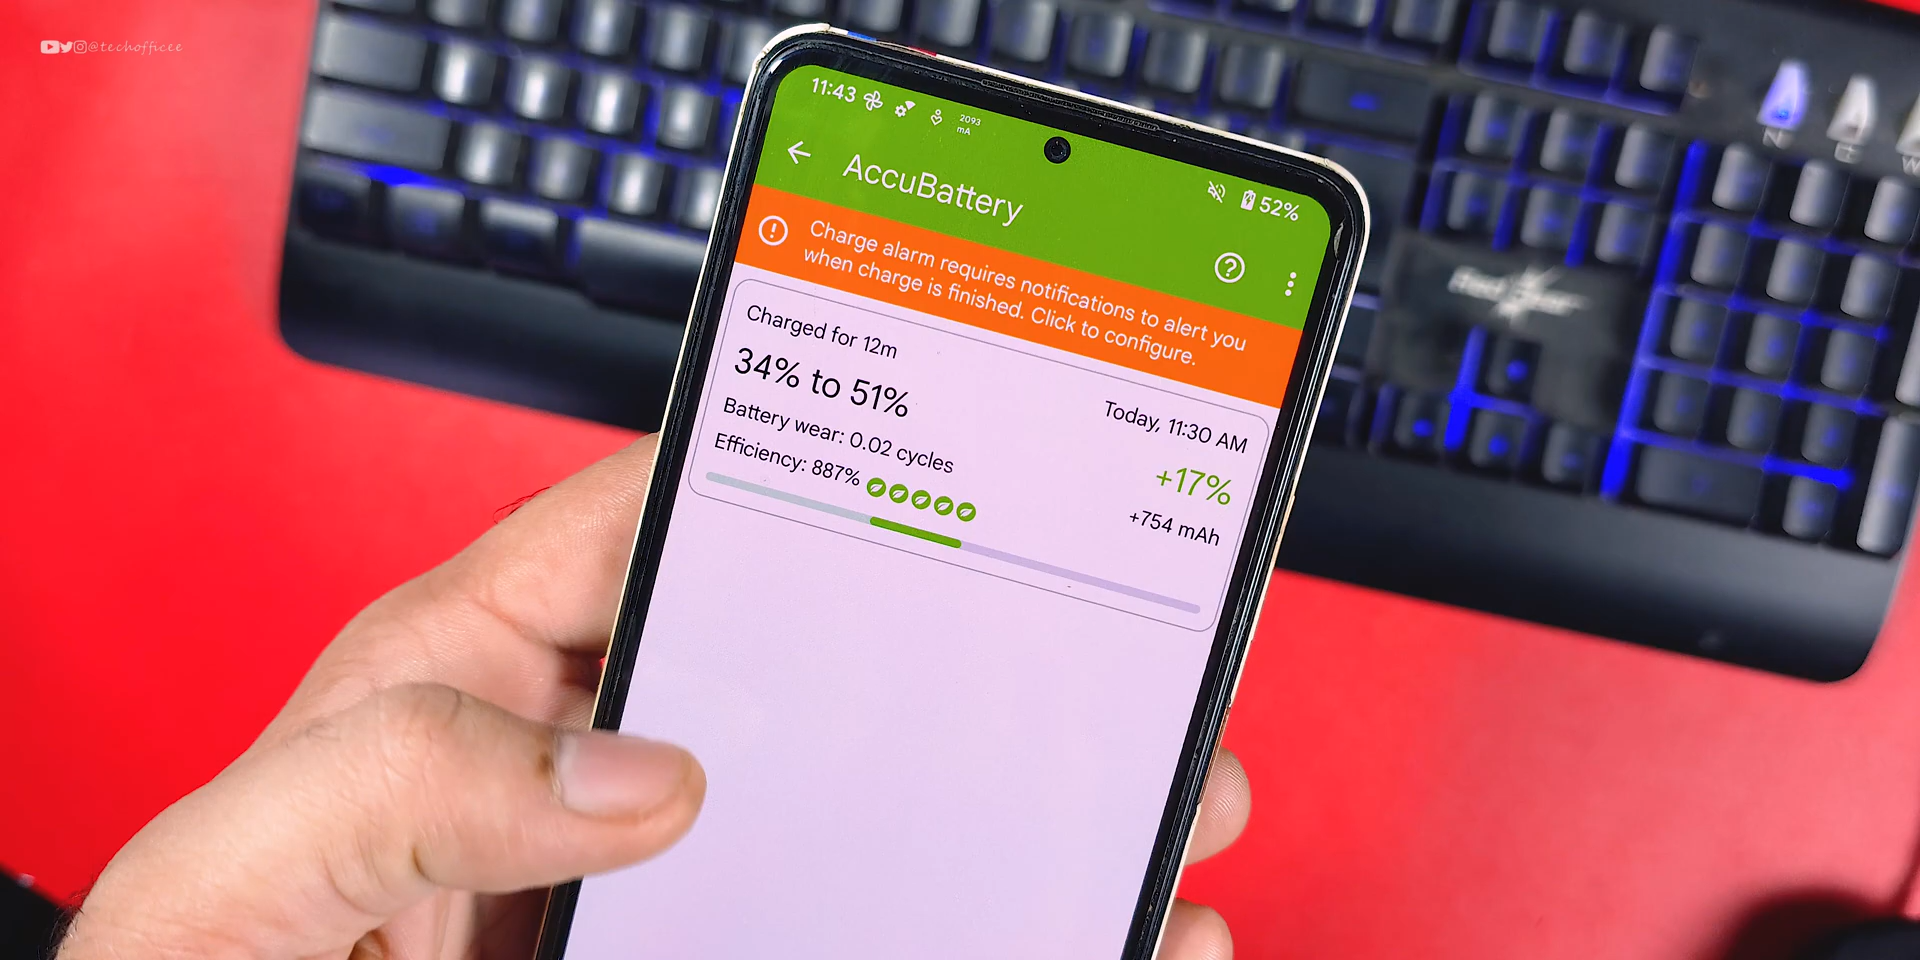 @techofficee
11:43
2093
mA
52%
AccuBattery
Charge alarm requires notifications to alert you
when charge is finished. Click to configure.
Charged for 12m
Today, 11:30 AM
34% to 51%
+17%
Battery wear: 0.02 cycles
+754 mAh
Efficiency: 887%